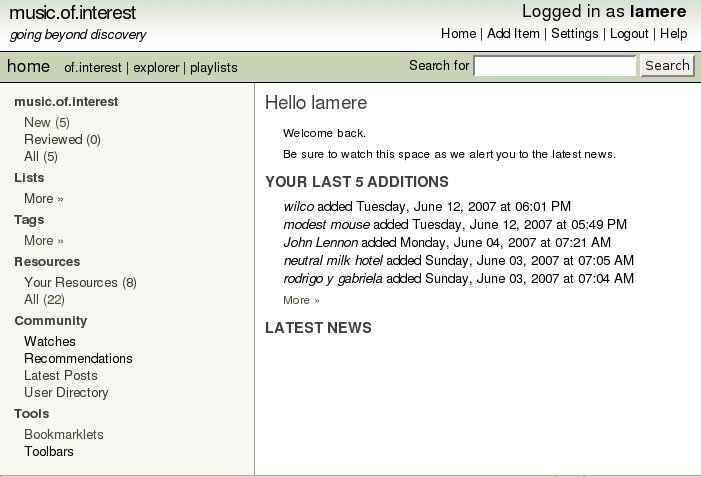 music.of.interest
Logged in as lamere
going beyond discovery
Home | Add Item | Settings | Logout | Help
home of.interest | explorer | playlists
Search for Search
music.of.interest
New (5)
Reviewed (0)
All (5)
Lists
More »
Tags
More »
Resources
Your Resources (8)
All (22)
Community
Watches
Recommendations
Latest Posts
User Directory
Tools
Bookmarklets
Toolbars
Hello lamere
Welcome back.
Be sure to watch this space as we alert you to the latest news.
YOUR LAST 5 ADDITIONS
wilco added Tuesday, June 12, 2007 at 06:01 PM
modest mouse added Tuesday, June 12, 2007 at 05:49 PM
John Lennon added Monday, June 04, 2007 at 07:21 AM
neutral milk hotel added Sunday, June 03, 2007 at 07:05 AM
rodrigo y gabriela added Sunday, June 03, 2007 at 07:04 AM
More »
LATEST NEWS